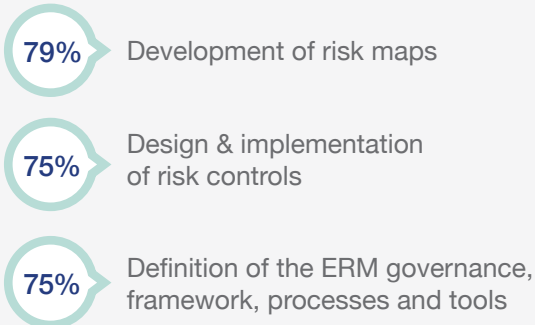 79%
Development of risk maps
75%
Design & implementation
of risk controls
75%
Definition of the ERM governance,
framework, processes and tools